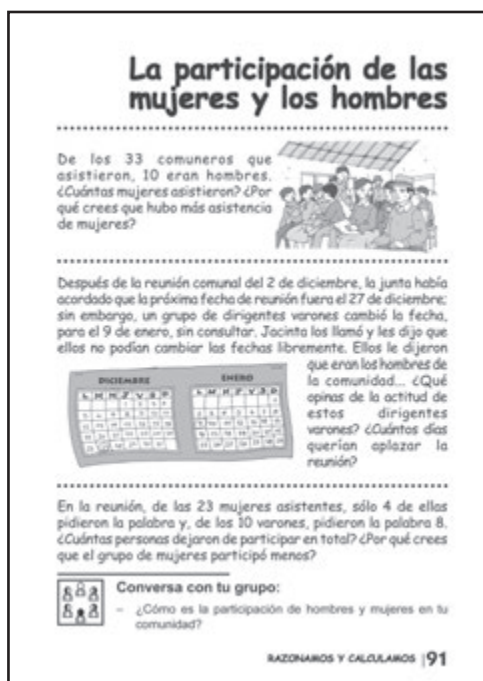 La participación de las
mujeres y los hombres
De los 33 comuneros que
asistieron, 10 eran hombres.
¿Cuántas mujeres asistieron? ¿Por
qué crees que hubo más asistencia
de mujeres?
Después de la reunión comunal del 2 de diciembre, la junta había
acordado que la próxima fecha de reunión fuera el 27 de diciembre;
sin embargo, un grupo de dirigentes varones cambió la fecha,
para el 9 de enero, sin consultar. Jacinta los llamó y les dijo que
ellos no podían cambiar las fechas libremente. Ellos le dijeron
que eran los hombres de
la comunidad... ¿Qué
opinas de la actitud de
estos dirigentes
varones? ¿Cuántos días
querían aplazar la
reunión?
DICIEMBRE
L M M J V S D
ENERO
L M M J V S D
En la reunión, de las 23 mujeres asistentes, sólo 4 de ellas
pidieron la palabra y, de los 10 varones, pidieron la palabra 8.
¿Cuántas personas dejaron de participar en total? ¿Por qué crees
que el grupo de mujeres participó menos?
Conversa con tu grupo:
– ¿Cómo es la participación de hombres y mujeres en tu
comunidad?
RAZONAMOS Y CALCULAMOS |91